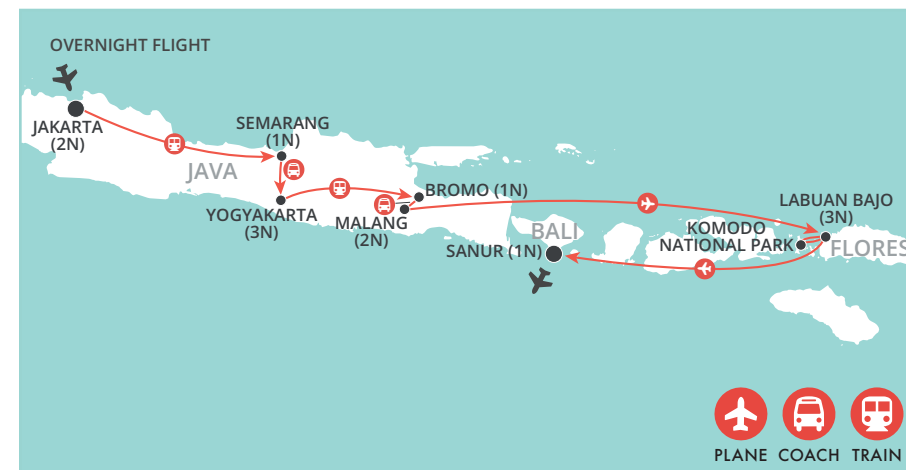 OVERNIGHT FLIGHT
JAKARTA
(2N)
SEMARANG
(1N)
JAVA
YOGYAKARTA
(3N)
BROMO (1N)
MALANG
(2N)
BALI
SANUR (1N)
LABUAN BAJO
(3N)
KOMODO
NATIONAL PARK
FLORES
PLANE COACH TRAIN